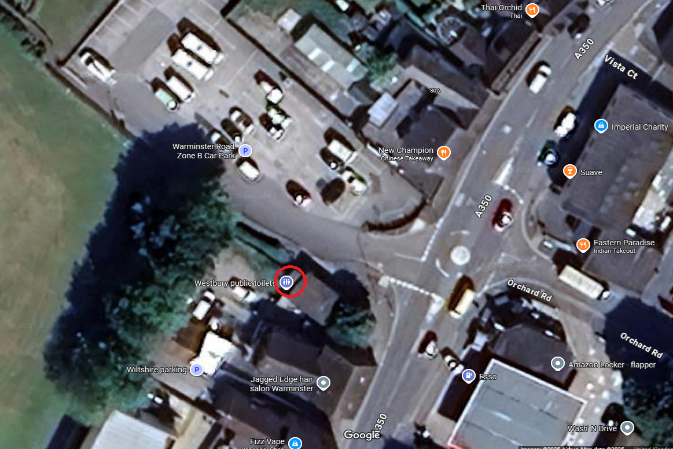 Thai Orchid
Thai
A350
Vista Ct
Imperial Charity
Warminster Road
Zone B Car Park
P
New Champion
Chinese Takeaway
Suave
A350
Eastern Paradise
Indian Takeout
Westbury public toilets
Orchard Rd
Orchard Rd
Wiltshire parking
P
Jagged Edge hair
salon Warminster
Amazon Locker - flapper
Esso
Wash 'N Drive
A350
Google
Fizz Vape